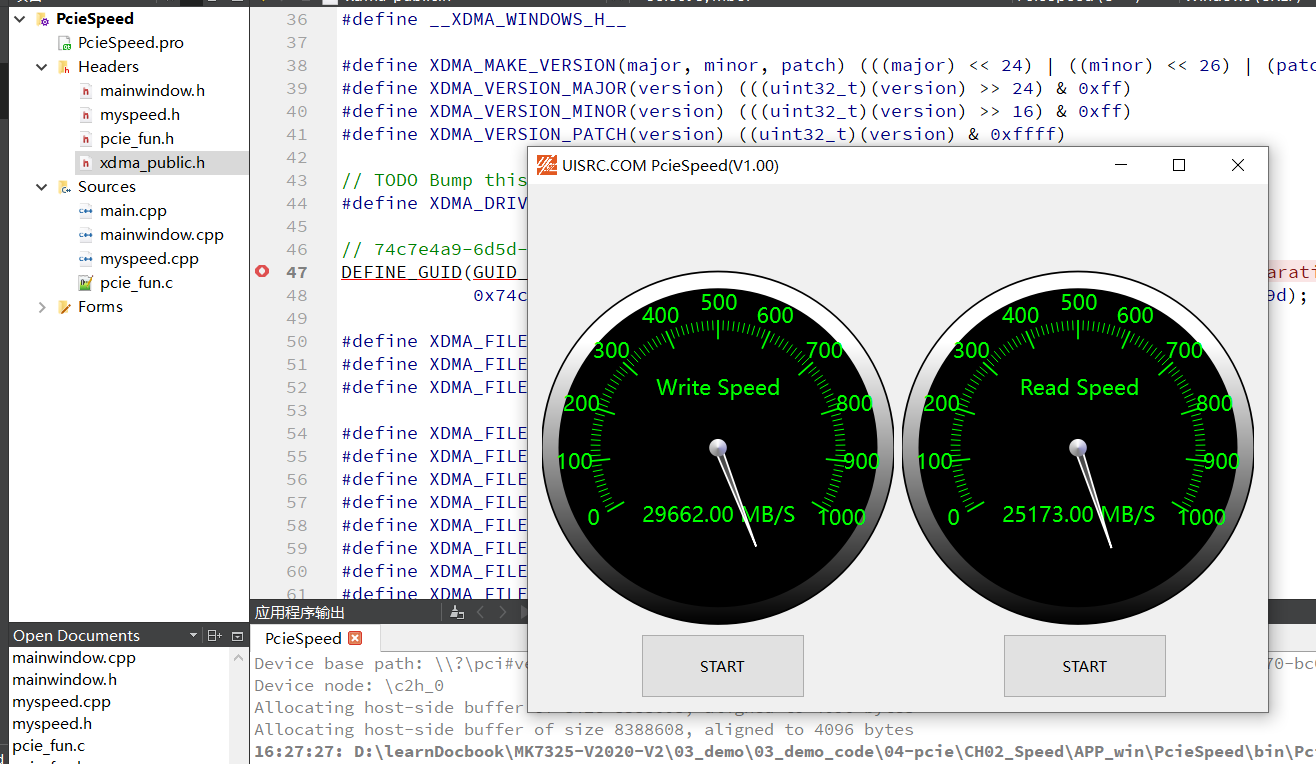 PcieSpeed
PcieSpeed.pro
Headers
mainwindow.h
myspeed.h
pcie_fun.h
xdma_public.h
Sources
main.cpp
mainwindow.cpp
myspeed.cpp
pcie_fun.c
Forms
Open Documents
mainwindow.cpp
mainwindow.h
myspeed.cpp
myspeed.h
pcie_fun.c
36 #define __XDMA_WINDOWS_H__
37
38 #define XDMA_MAKE_VERSION(major, minor, patch) (((major) << 24) | ((minor) << 26) | (patc
39 #define XDMA_VERSION_MAJOR(version) (((uint32_t)(version) >> 24) & 0xff)
40 #define XDMA_VERSION_MINOR(version) (((uint32_t)(version) >> 16) & 0xff)
41 #define XDMA_VERSION_PATCH(version) ((uint32_t)(version) & 0xffff)
42
43 // TODO Bump this
44 #define XDMA_DRIV
45
46 // 74c7e4a9-6d5d-
47 DEFINE_GUID(GUID_ arati
48 0x74c 0d);
49
50 #define XDMA_FILE
51 #define XDMA_FILE
52 #define XDMA_FILE
53
54 #define XDMA_FILE
55 #define XDMA_FILE
56 #define XDMA_FILE
57 #define XDMA_FILE
58 #define XDMA_FILE
59 #define XDMA_FILE
60 #define XDMA_FILE
61 #define XDMA_FILE
UISRC.COM PcieSpeed(V1.00)
0 100 200 300 400 500 600 700 800 900 1000
Write Speed
29662.00 MB/S
START
0 100 200 300 400 500 600 700 800 900 1000
Read Speed
25173.00 MB/S
START
应用程序输出
PcieSpeed
Device base path: \\?\pci#ve 70-bc
Device node: \c2h_0
Allocating host-side buffer of size 8388608, aligned to 4096 bytes
Allocating host-side buffer of size 8388608, aligned to 4096 bytes
16:27:27: D:\learnDocbook\MK7325-V2020-V2\03_demo\03_demo_code\04-pcie\CH02_Speed\APP_win\PcieSpeed\bin\Pc